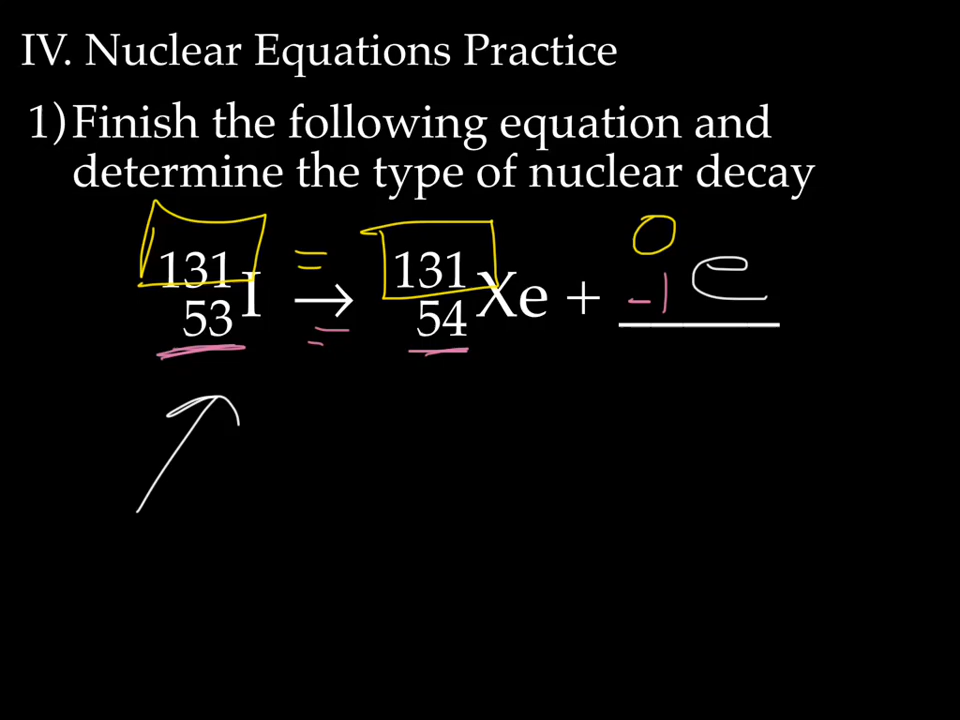 IV. Nuclear Equations Practice
1) Finish the following equation and
determine the type of nuclear decay
131 = 131 0
53 I → 54 Xe + -1 e
=